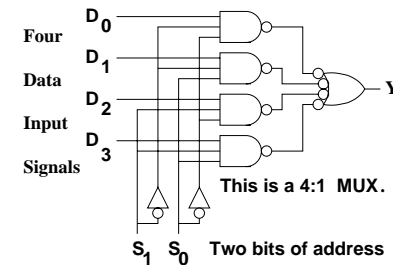 Four
Data
Input
Signals
D0
D1
D2
D3
Y
This is a 4:1 MUX.
S1 S0 Two bits of address